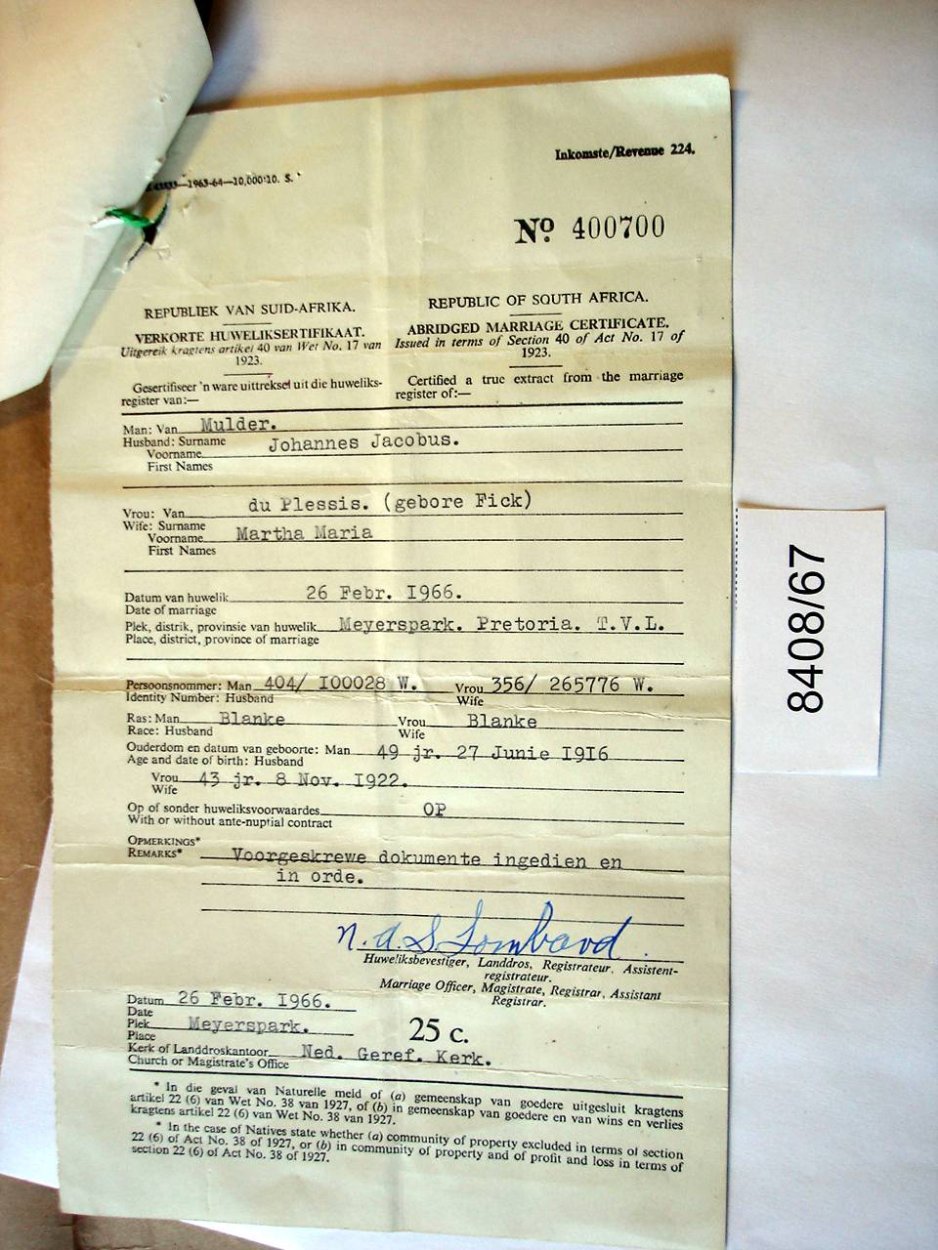 —1963-64—10,000·10. S.
Inkomste/Revenue 224.
No. 400700
REPUBLIEK VAN SUID-AFRIKA.
VERKORTE HUWELIKSERTIFIKAAT.
Uitgereik kragtens artikel 40 van Wet No. 17 van
1923.
Gesertifiseer 'n ware uittreksel uit die huweliks-
register van:—
REPUBLIC OF SOUTH AFRICA.
ABRIDGED MARRIAGE CERTIFICATE.
Issued in terms of Section 40 of Act No. 17 of
1923.
Certified a true extract from the marriage
register of:—
Man: Van Mulder.
Husband: Surname
Voorname Johannes Jacobus.
First Names
Vrou: Van du Plessis. (gebore Fick)
Wife: Surname
Voorname Martha Maria
First Names
Datum van huwelik 26 Febr. I966.
Date of marriage
Plek, distrik, provinsie van huwelik Meyerspark. Pretoria. T.V.L.
Place, district, province of marriage
Persoonsnommer: Man 404/ I00028 W. Vrou 356/ 265776 W.
Identity Number: Husband Wife
Ras: Man Blanke Vrou Blanke
Race: Husband Wife
Ouderdom en datum van geboorte: Man 49 jr. 27 Junie I9I6
Age and date of birth: Husband
Vrou 43 jr. 8 Nov. I922.
Wife
Op of sonder huweliksvoorwaardes OP
With or without ante-nuptial contract
OPMERKINGS*
REMARKS* Voorgeskrewe dokumente ingedien en
in orde.
N.A.S Lombard
Huweliksbevestiger, Landdros, Registrateur, Assistent-
registrateur.
Marriage Officer, Magistrate, Registrar, Assistant
Registrar.
Datum 26 Febr. I966.
Date
Plek Meyerspark.
Place
25 c.
Kerk of Landdroskantoor Ned. Geref. Kerk.
Church or Magistrate's Office
* In die geval van Naturelle meld of (a) gemeenskap van goedere uitgesluit kragtens
artikel 22 (6) van Wet No. 38 van 1927, of (b) in gemeenskap van goedere en van wins en verlies
kragtens artikel 22 (6) van Wet No. 38 van 1927.
* In the case of Natives state whether (a) community of property excluded in terms of section
22 (6) of Act No. 38 of 1927, or (b) in community of property and of profit and loss in terms of
section 22 (6) of Act No. 38 of 1927.
8408/67